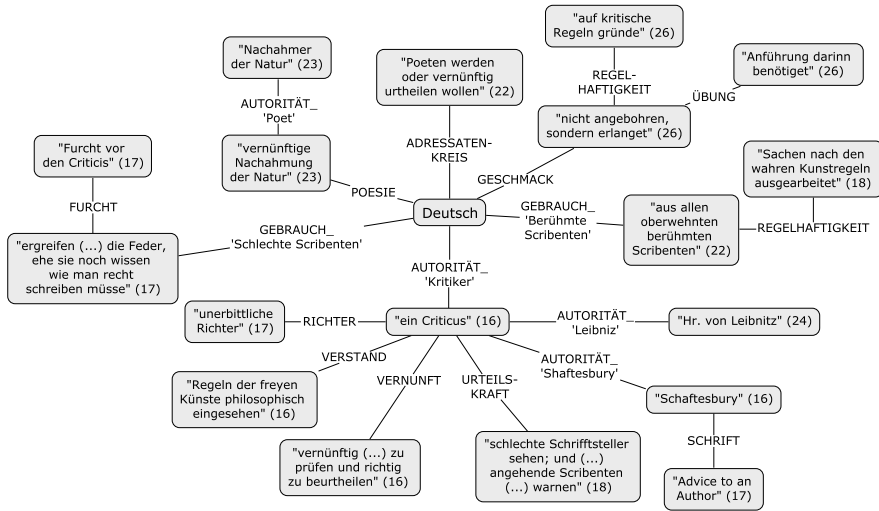 "auf kritische
Regeln gründe" (26)
"Nachahmer
der Natur" (23)
"Poeten werden
oder vernünftig
urtheilen wollen" (22)
"Anführung darinn
benötiget" (26)
REGEL-
HAFTIGKEIT
ÜBUNG
AUTORITÄT_
'Poet'
"nicht angebohren,
sondern erlanget" (26)
"Furcht vor
den Criticis" (17)
"vernünftige
Nachahmung
der Natur" (23)
ADRESSATEN-
KREIS
"Sachen nach den
wahren Kunstregeln
ausgearbeitet" (18)
GESCHMACK
POESIE
FURCHT
Deutsch
GEBRAUCH_
'Berühmte
Scribenten'
"aus allen
oberwehnten
berühmten
Scribenten"
(22)
REGELHAFTIGKEIT
GEBRAUCH_
'Schlechte Scribenten'
"ergreifen (...) die Feder,
ehe sie noch wissen
wie man recht
schreiben müsse" (17)
AUTORITÄT_
'Kritiker'
"unerbittliche
Richter" (17)
RICHTER
"ein Criticus" (16)
AUTORITÄT_
'Leibniz'
"Hr. von Leibnitz" (24)
VERSTAND
VERNUNFT
URTEILS-
KRAFT
AUTORITÄT_
'Shaftesbury'
"Regeln der freyen
Künste philosophisch
eingesehen" (16)
"Schaftesbury" (16)
SCHRIFT
"vernünftig (...) zu
prüfen und richtig
zu beurtheilen" (16)
"schlechte Schrifftsteller
sehen; und (...)
angehende Scribenten
(...) warnen" (18)
"Advice to an
Author" (17)